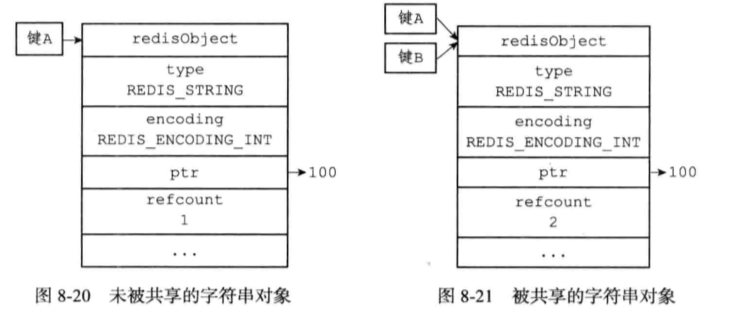 键A
redisObject
type
REDIS_STRING
encoding
REDIS_ENCODING_INT
ptr
100
refcount
1
...
图 8-20 未被共享的字符串对象
键A
键B
redisObject
type
REDIS_STRING
encoding
REDIS_ENCODING_INT
ptr
100
refcount
2
...
图 8-21 被共享的字符串对象